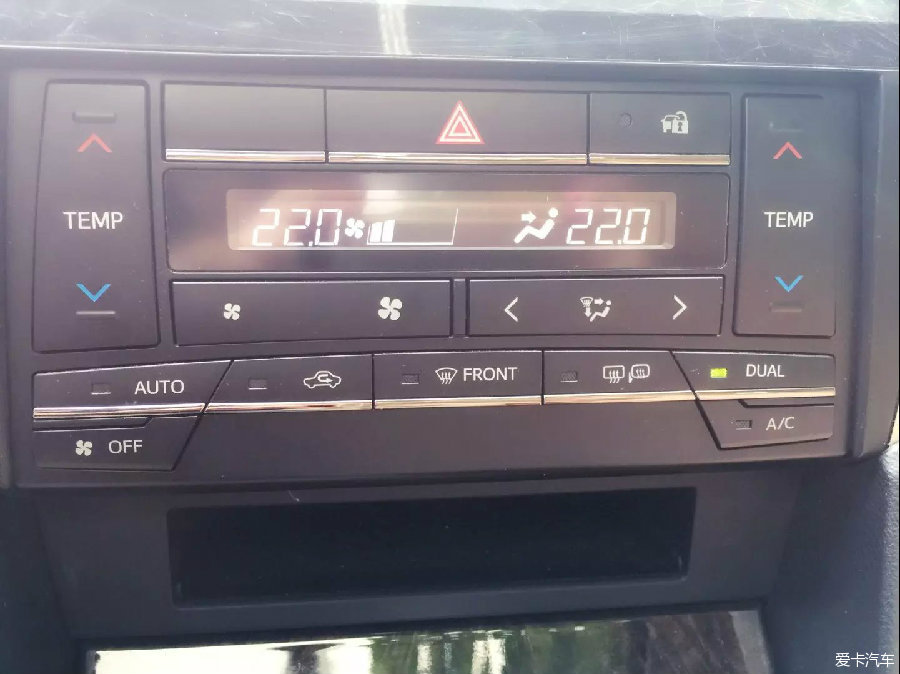 TEMP
22.0
22.0
TEMP
AUTO
FRONT
DUAL
OFF
A/C
爱卡汽车